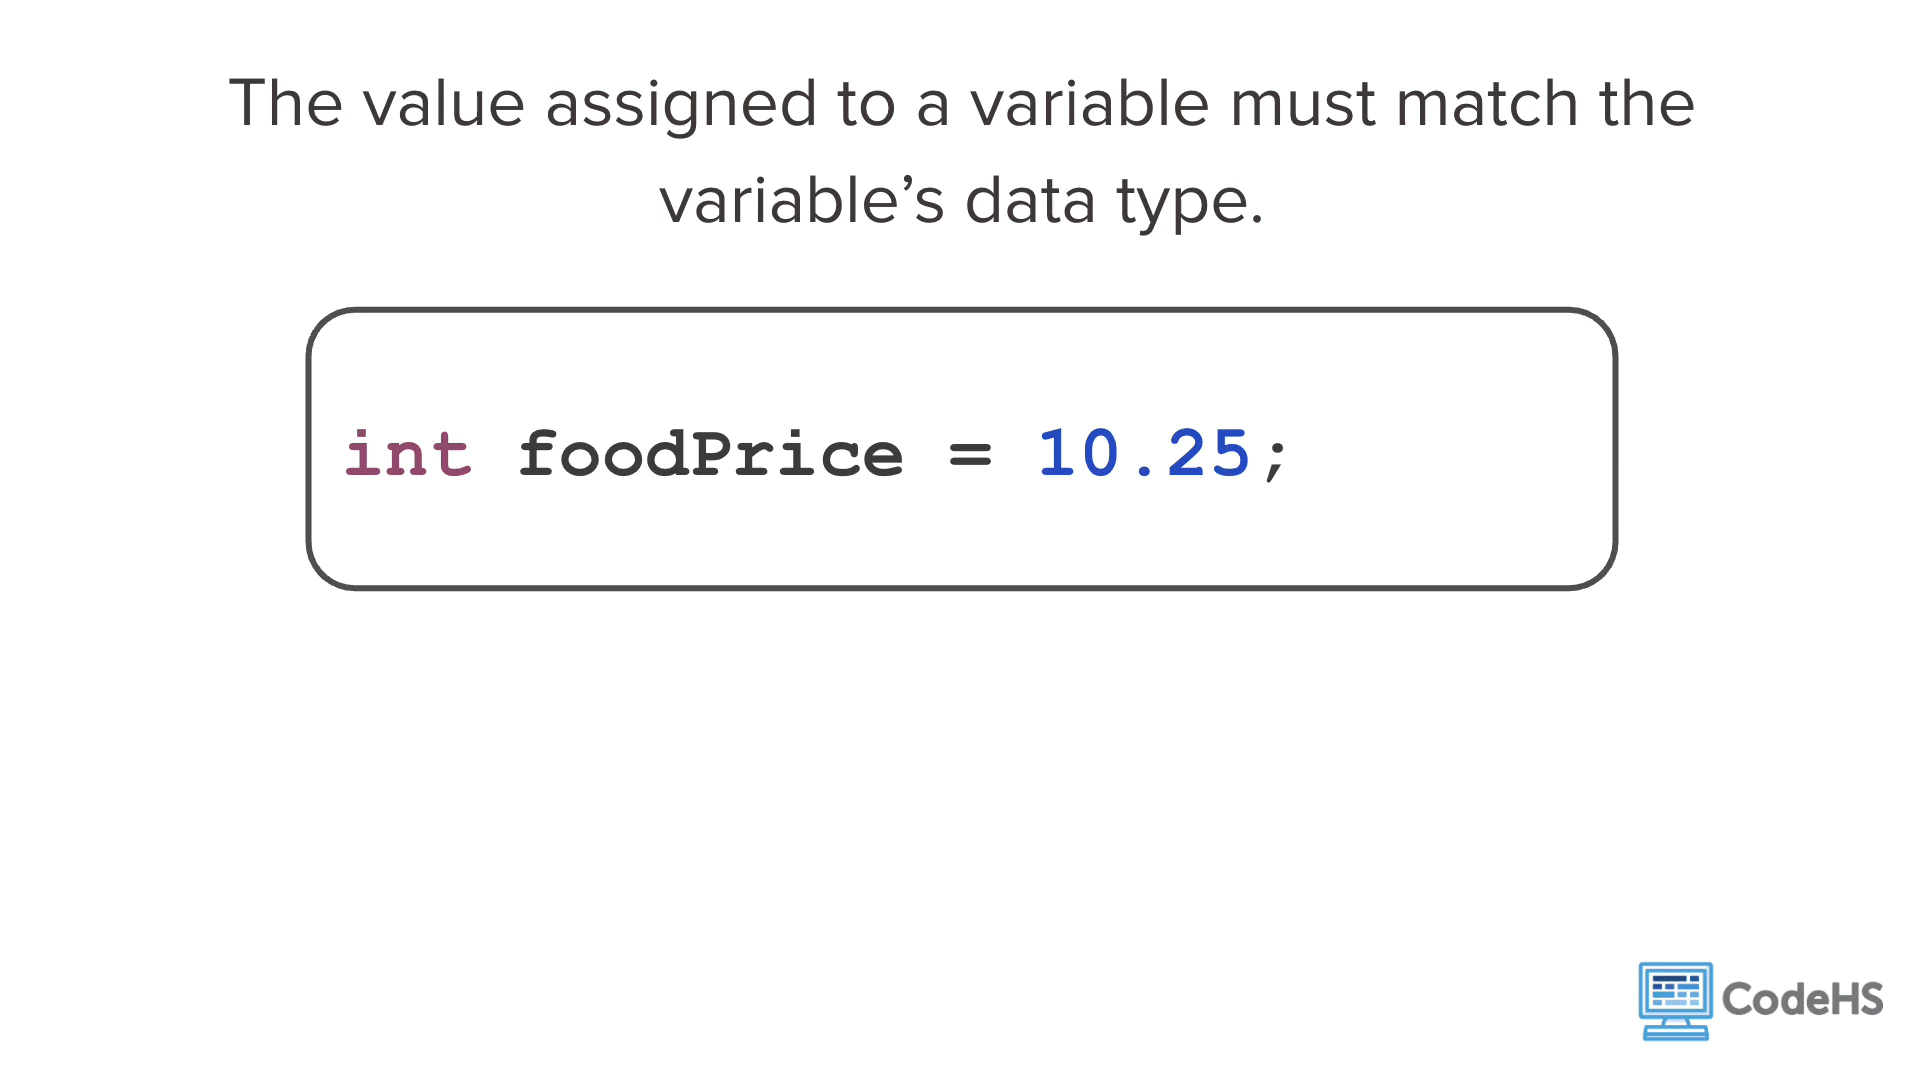 The value assigned to a variable must match the
variable’s data type.
int foodPrice = 10.25;
CodeHS